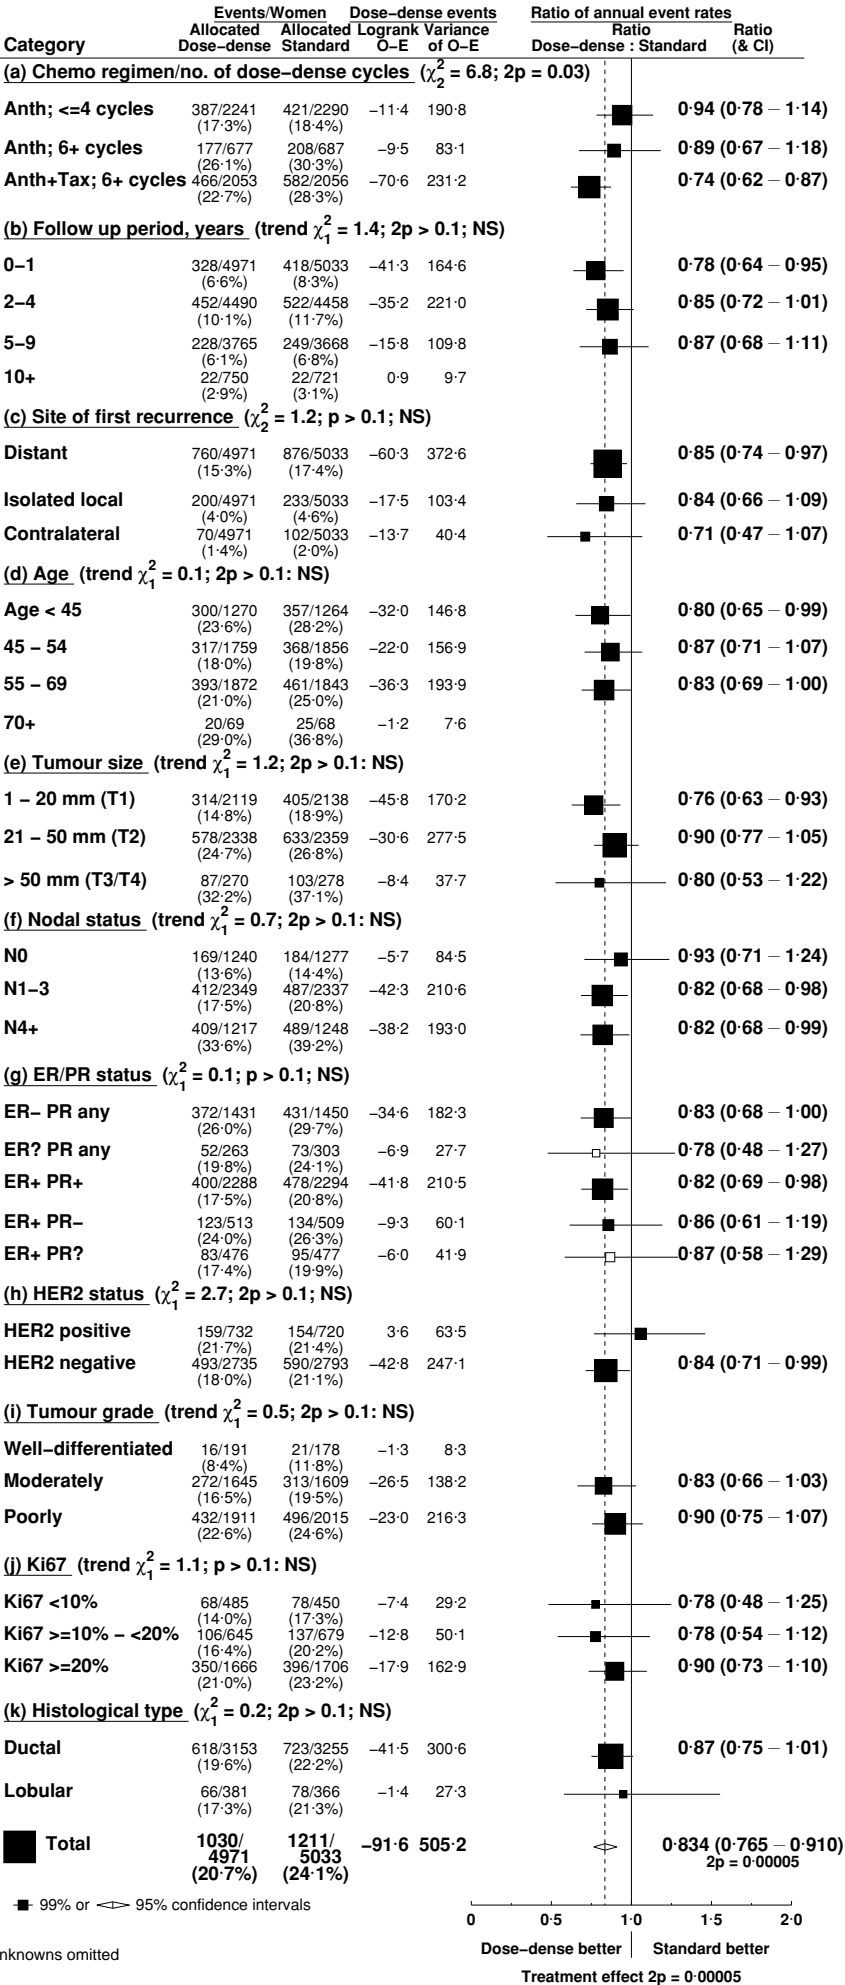 Events/Women Dose−dense events Ratio of annual event rates
Allocated Allocated Logrank Variance Ratio Ratio
Category Dose−dense Standard O−E of O−E Dose−dense : Standard (& CI)
(a) Chemo regimen/no. of dose−dense cycles (χ²₂ = 6.8; 2p = 0.03)
Anth; <=4 cycles 387/2241 421/2290 −11·4 190·8 0·94 (0·78 − 1·14)
(17·3%) (18·4%)
Anth; 6+ cycles 177/677 208/687 −9·5 83·1 0·89 (0·67 − 1·18)
(26·1%) (30·3%)
Anth+Tax; 6+ cycles 466/2053 582/2056 −70·6 231·2 0·74 (0·62 − 0·87)
(22·7%) (28·3%)
(b) Follow up period, years (trend χ²₁ = 1.4; 2p > 0.1; NS)
0−1 328/4971 418/5033 −41·3 164·6 0·78 (0·64 − 0·95)
(6·6%) (8·3%)
2−4 452/4490 522/4458 −35·2 221·0 0·85 (0·72 − 1·01)
(10·1%) (11·7%)
5−9 228/3765 249/3668 −15·8 109·8 0·87 (0·68 − 1·11)
(6·1%) (6·8%)
10+ 22/750 22/721 0·9 9·7
(2·9%) (3·1%)
(c) Site of first recurrence (χ²₂ = 1.2; p > 0.1; NS)
Distant 760/4971 876/5033 −60·3 372·6 0·85 (0·74 − 0·97)
(15·3%) (17·4%)
Isolated local 200/4971 233/5033 −17·5 103·4 0·84 (0·66 − 1·09)
(4·0%) (4·6%)
Contralateral 70/4971 102/5033 −13·7 40·4 0·71 (0·47 − 1·07)
(1·4%) (2·0%)
(d) Age (trend χ²₁ = 0.1; 2p > 0.1: NS)
Age < 45 300/1270 357/1264 −32·0 146·8 0·80 (0·65 − 0·99)
(23·6%) (28·2%)
45 − 54 317/1759 368/1856 −22·0 156·9 0·87 (0·71 − 1·07)
(18·0%) (19·8%)
55 − 69 393/1872 461/1843 −36·3 193·9 0·83 (0·69 − 1·00)
(21·0%) (25·0%)
70+ 20/69 25/68 −1·2 7·6
(29·0%) (36·8%)
(e) Tumour size (trend χ²₁ = 1.2; 2p > 0.1: NS)
1 − 20 mm (T1) 314/2119 405/2138 −45·8 170·2 0·76 (0·63 − 0·93)
(14·8%) (18·9%)
21 − 50 mm (T2) 578/2338 633/2359 −30·6 277·5 0·90 (0·77 − 1·05)
(24·7%) (26·8%)
> 50 mm (T3/T4) 87/270 103/278 −8·4 37·7 0·80 (0·53 − 1·22)
(32·2%) (37·1%)
(f) Nodal status (trend χ²₁ = 0.7; 2p > 0.1: NS)
N0 169/1240 184/1277 −5·7 84·5 0·93 (0·71 − 1·24)
(13·6%) (14·4%)
N1−3 412/2349 487/2337 −42·3 210·6 0·82 (0·68 − 0·98)
(17·5%) (20·8%)
N4+ 409/1217 489/1248 −38·2 193·0 0·82 (0·68 − 0·99)
(33·6%) (39·2%)
(g) ER/PR status (χ²₁ = 0.1; p > 0.1; NS)
ER− PR any 372/1431 431/1450 −34·6 182·3 0·83 (0·68 − 1·00)
(26·0%) (29·7%)
ER? PR any 52/263 73/303 −6·9 27·7 0·78 (0·48 − 1·27)
(19·8%) (24·1%)
ER+ PR+ 400/2288 478/2294 −41·8 210·5 0·82 (0·69 − 0·98)
(17·5%) (20·8%)
ER+ PR− 123/513 134/509 −9·3 60·1 0·86 (0·61 − 1·19)
(24·0%) (26·3%)
ER+ PR? 83/476 95/477 −6·0 41·9 0·87 (0·58 − 1·29)
(17·4%) (19·9%)
(h) HER2 status (χ²₁ = 2.7; 2p > 0.1; NS)
HER2 positive 159/732 154/720 3·6 63·5
(21·7%) (21·4%)
HER2 negative 493/2735 590/2793 −42·8 247·1 0·84 (0·71 − 0·99)
(18·0%) (21·1%)
(i) Tumour grade (trend χ²₁ = 0.5; 2p > 0.1: NS)
Well−differentiated 16/191 21/178 −1·3 8·3
(8·4%) (11·8%)
Moderately 272/1645 313/1609 −26·5 138·2 0·83 (0·66 − 1·03)
(16·5%) (19·5%)
Poorly 432/1911 496/2015 −23·0 216·3 0·90 (0·75 − 1·07)
(22·6%) (24·6%)
(j) Ki67 (trend χ²₁ = 1.1; p > 0.1: NS)
Ki67 <10% 68/485 78/450 −7·4 29·2 0·78 (0·48 − 1·25)
(14·0%) (17·3%)
Ki67 >=10% − <20% 106/645 137/679 −12·8 50·1 0·78 (0·54 − 1·12)
(16·4%) (20·2%)
Ki67 >=20% 350/1666 396/1706 −17·9 162·9 0·90 (0·73 − 1·10)
(21·0%) (23·2%)
(k) Histological type (χ²₁ = 0.2; 2p > 0.1; NS)
Ductal 618/3153 723/3255 −41·5 300·6 0·87 (0·75 − 1·01)
(19·6%) (22·2%)
Lobular 66/381 78/366 −1·4 27·3
(17·3%) (21·3%)
Total 1030/ 1211/ −91·6 505·2 0·834 (0·765 − 0·910)
4971 5033 2p = 0·00005
(20·7%) (24·1%)
99% or 95% confidence intervals
0 0·5 1·0 1·5 2·0
nknowns omitted
Dose−dense better Standard better
Treatment effect 2p = 0·00005